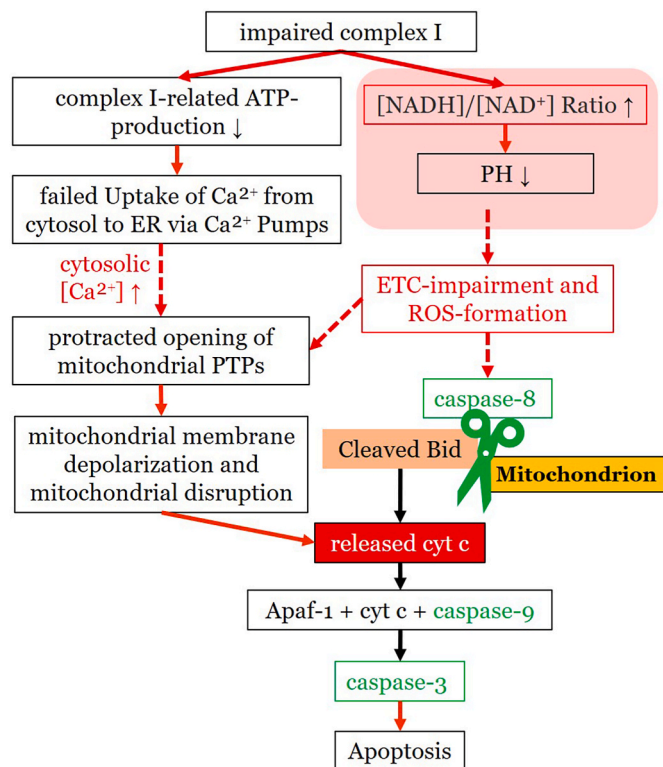 impaired complex I
complex I-related ATP-
production ↓
[NADH]/[NAD⁺] Ratio ↑
PH ↓
failed Uptake of Ca²⁺ from
cytosol to ER via Ca²⁺ Pumps
cytosolic
[Ca²⁺] ↑
ETC-impairment and
ROS-formation
protracted opening of
mitochondrial PTPs
caspase-8
mitochondrial membrane
depolarization and
mitochondrial disruption
Cleaved Bid
Mitochondrion
released cyt c
Apaf-1 + cyt c + caspase-9
caspase-3
Apoptosis